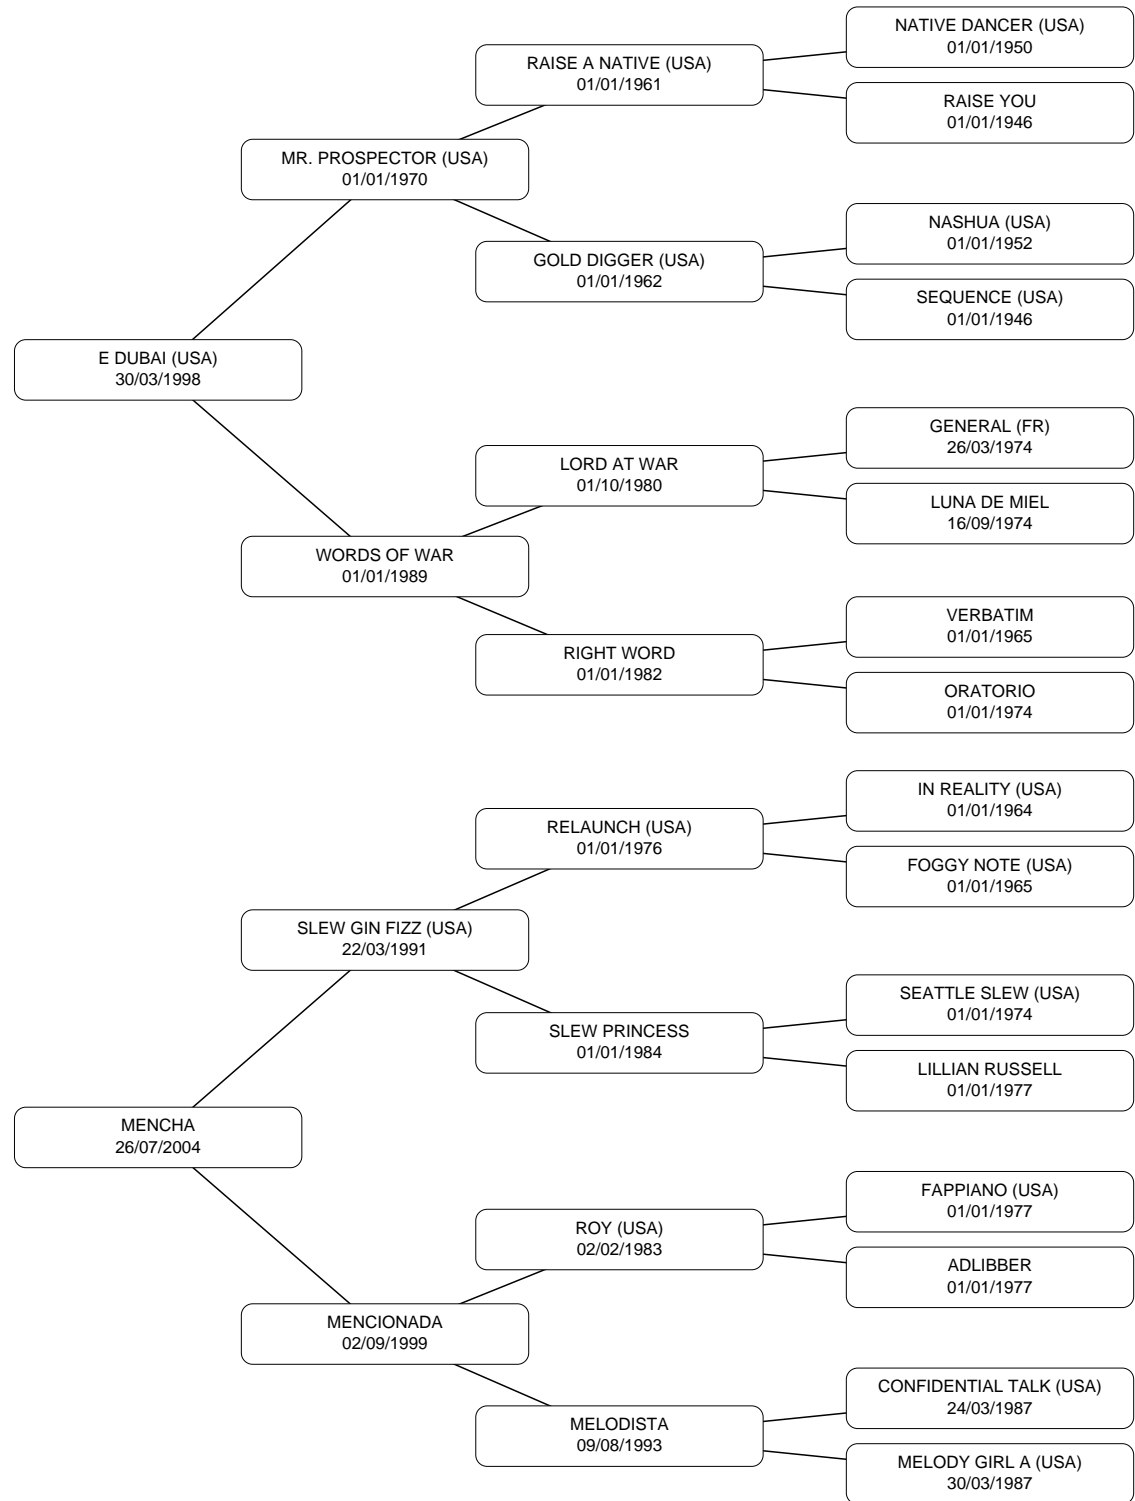 NATIVE DANCER (USA)
01/01/1950
RAISE A NATIVE (USA)
01/01/1961
RAISE YOU
01/01/1946
MR. PROSPECTOR (USA)
01/01/1970
NASHUA (USA)
01/01/1952
GOLD DIGGER (USA)
01/01/1962
SEQUENCE (USA)
01/01/1946
E DUBAI (USA)
30/03/1998
GENERAL (FR)
26/03/1974
LORD AT WAR
01/10/1980
LUNA DE MIEL
16/09/1974
WORDS OF WAR
01/01/1989
VERBATIM
01/01/1965
RIGHT WORD
01/01/1982
ORATORIO
01/01/1974
IN REALITY (USA)
01/01/1964
RELAUNCH (USA)
01/01/1976
FOGGY NOTE (USA)
01/01/1965
SLEW GIN FIZZ (USA)
22/03/1991
SEATTLE SLEW (USA)
01/01/1974
SLEW PRINCESS
01/01/1984
LILLIAN RUSSELL
01/01/1977
MENCHA
26/07/2004
FAPPIANO (USA)
01/01/1977
ROY (USA)
02/02/1983
ADLIBBER
01/01/1977
MENCIONADA
02/09/1999
CONFIDENTIAL TALK (USA)
24/03/1987
MELODISTA
09/08/1993
MELODY GIRL A (USA)
30/03/1987